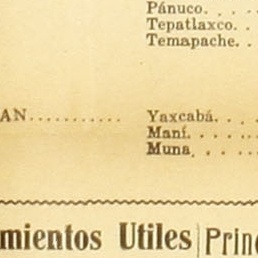 Pánuco. . . .
Tepatlaxco. .
Temapache. .
AN........... Yaxcabá. . . .
Maní. . . . . .
Muna. . . . .
mientos Utiles Prin